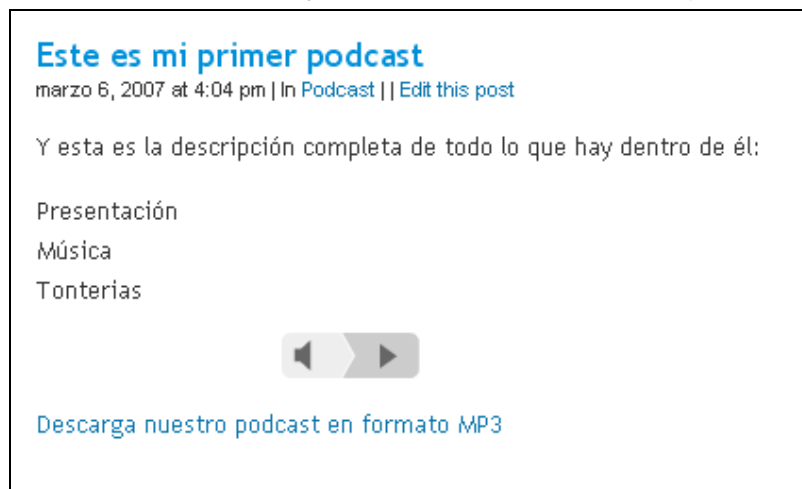 Este es mi primer podcast
marzo 6, 2007 at 4:04 pm | In Podcast | | Edit this post
Y esta es la descripción completa de todo lo que hay dentro de él:
Presentación
Música
Tonterias
Descarga nuestro podcast en formato MP3